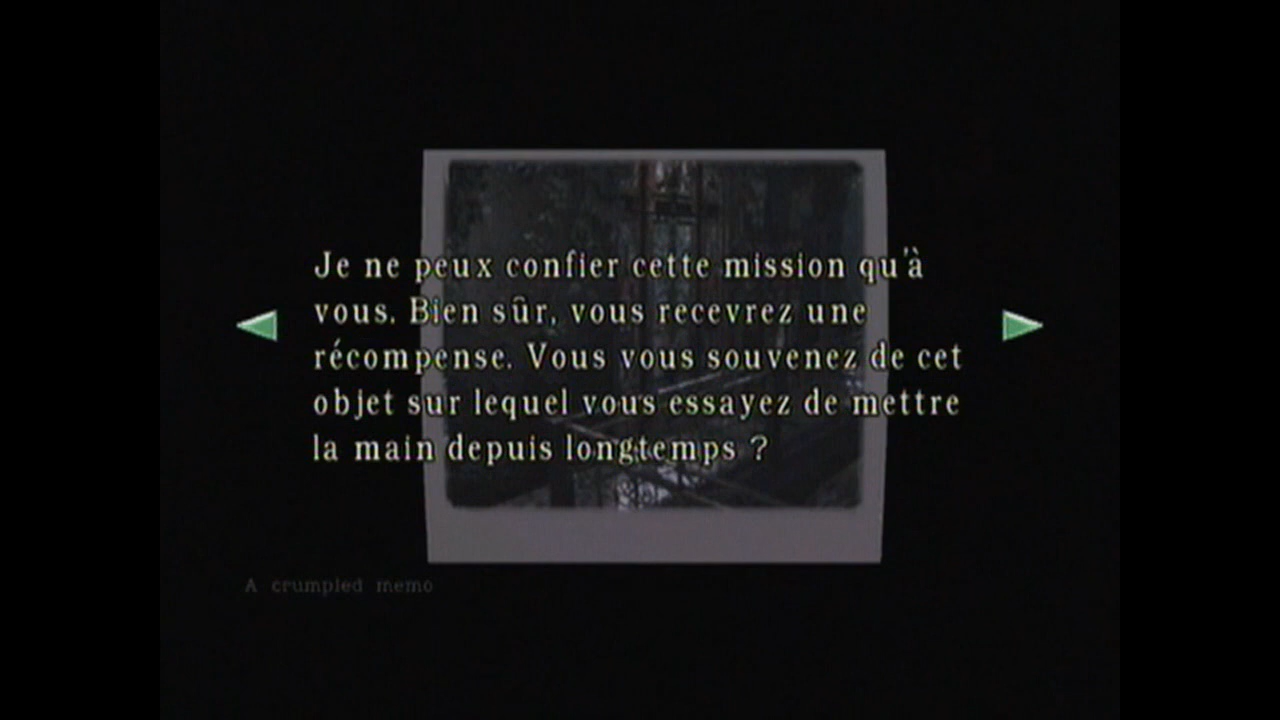 Je ne peux confier cette mission qu'à
vous. Bien sûr, vous recevrez une
récompense. Vous vous souvenez de cet
objet sur lequel vous essayez de mettre
la main depuis longtemps ?
A crumpled memo